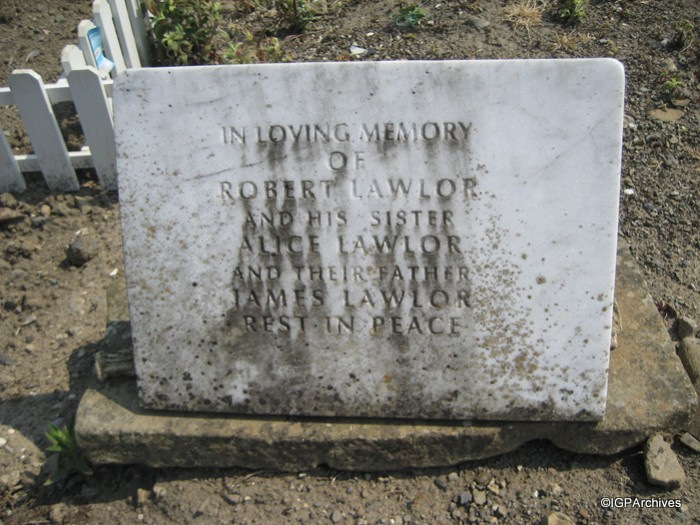 IN LOVING MEMORY
OF
ROBERT LAWLOR
AND HIS SISTER
ALICE LAWLOR
AND THEIR FATHER
JAMES LAWLOR
REST IN PEACE
©IGPArchives